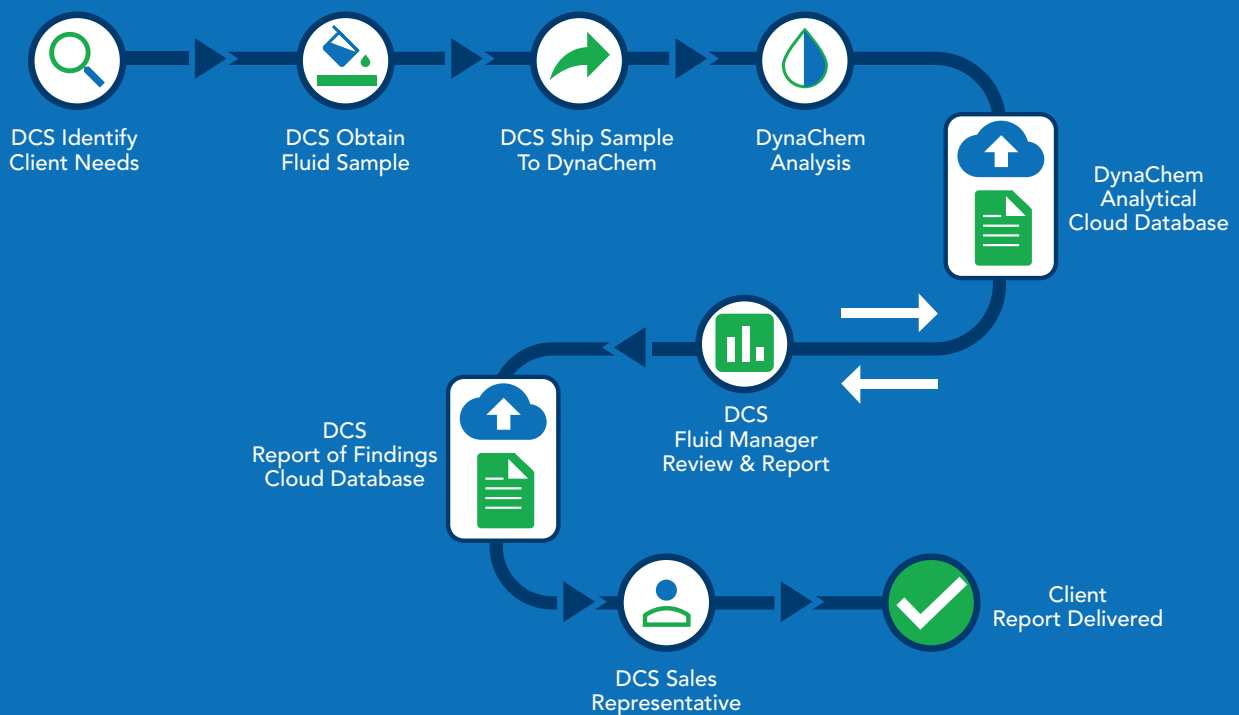 DCS Identify
Client Needs
DCS Obtain
Fluid Sample
DCS Ship Sample
To DynaChem
DynaChem
Analysis
DynaChem
Analytical
Cloud Database
DCS
Fluid Manager
Review & Report
DCS
Report of Findings
Cloud Database
DCS Sales
Representative
Client
Report Delivered